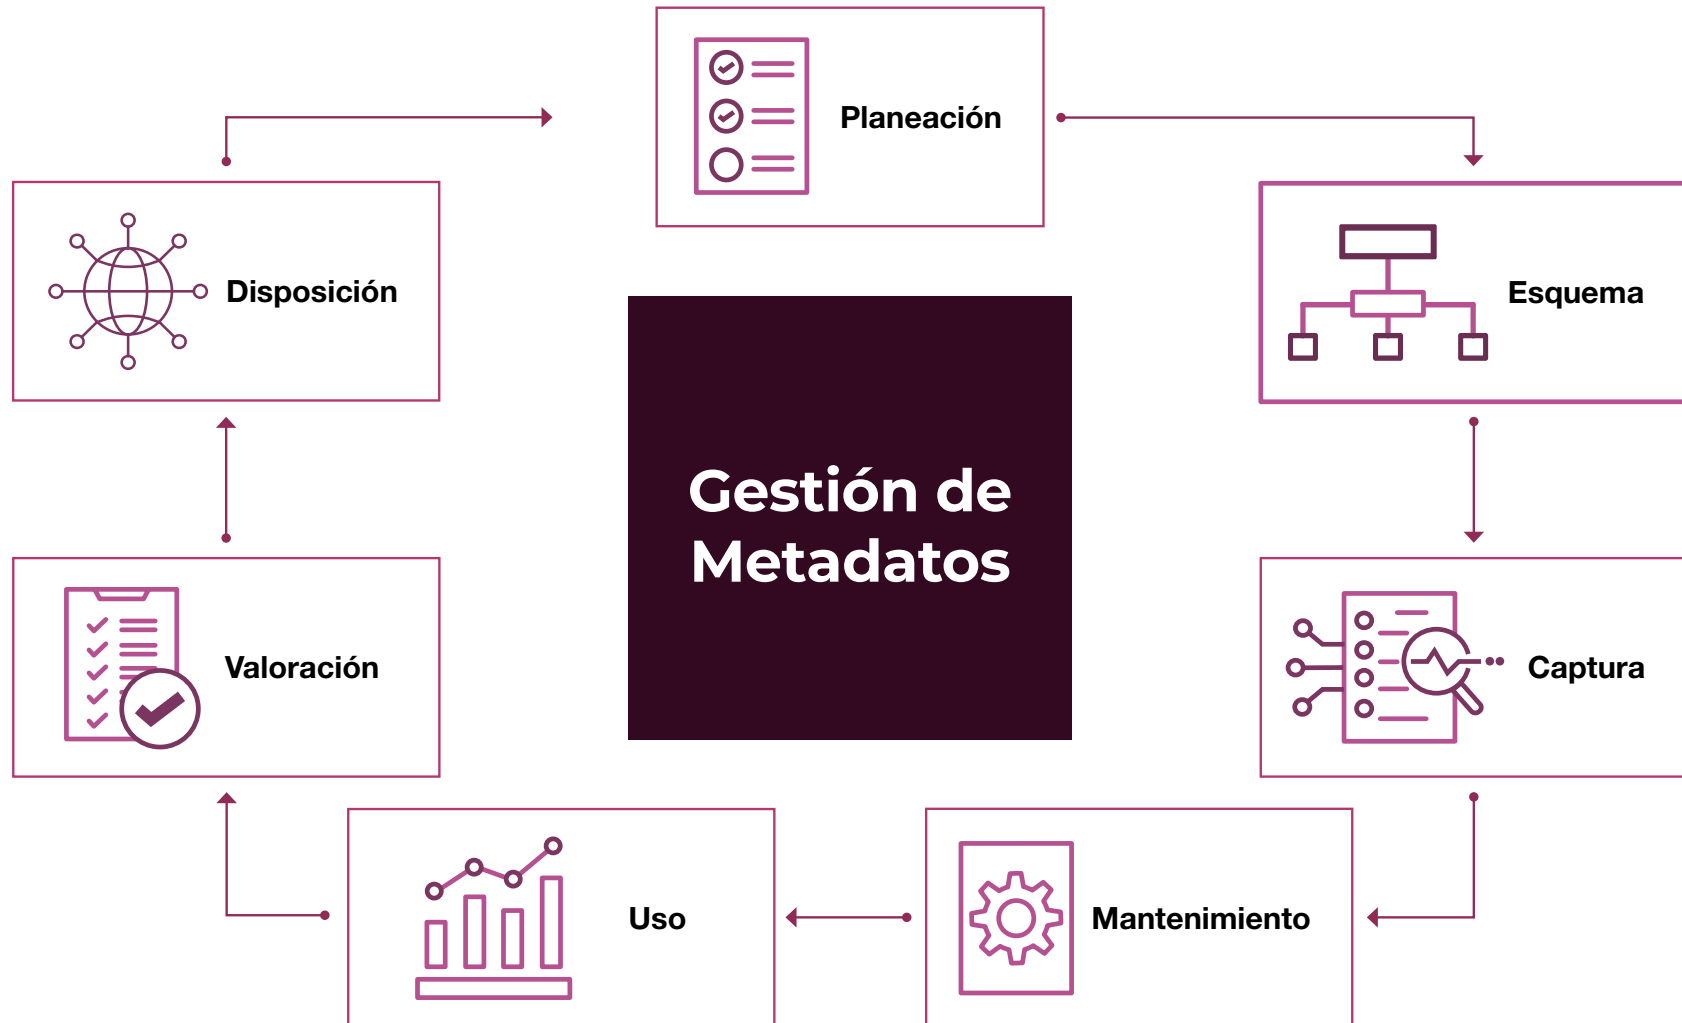 Planeación
Disposición
Esquema
Gestión de
Metadatos
Valoración
Captura
Uso
Mantenimiento